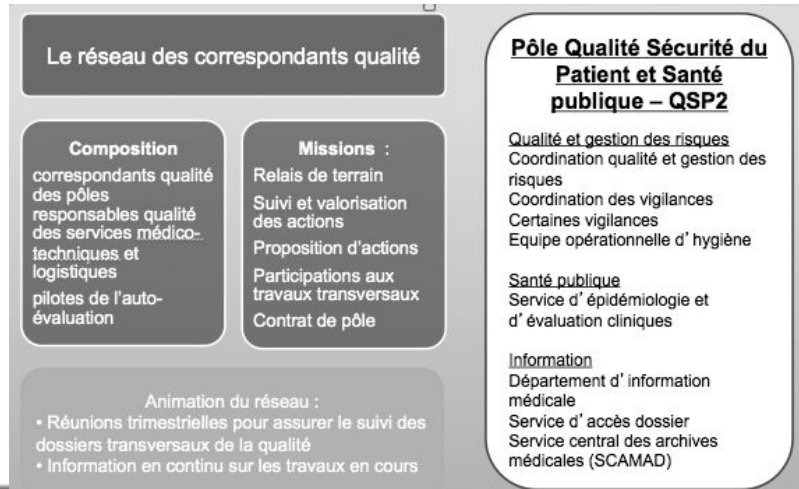 Le réseau des correspondants qualité
Composition
correspondants qualité
des pôles
responsables qualité
des services médico-
techniques et
logistiques
pilotes de l'auto-
évaluation
Missions :
Relais de terrain
Suivi et valorisation
des actions
Proposition d'actions
Participations aux
travaux transversaux
Contrat de pôle
Animation du réseau :
• Réunions trimestrielles pour assurer le suivi des
dossiers transversaux de la qualité
• Information en continu sur les travaux en cours
Pôle Qualité Sécurité du
Patient et Santé
publique – QSP2
Qualité et gestion des risques
Coordination qualité et gestion des
risques
Coordination des vigilances
Certaines vigilances
Equipe opérationnelle d' hygiène
Santé publique
Service d' épidémiologie et
d' évaluation cliniques
Information
Département d' information
médicale
Service d' accès dossier
Service central des archives
médicales (SCAMAD)